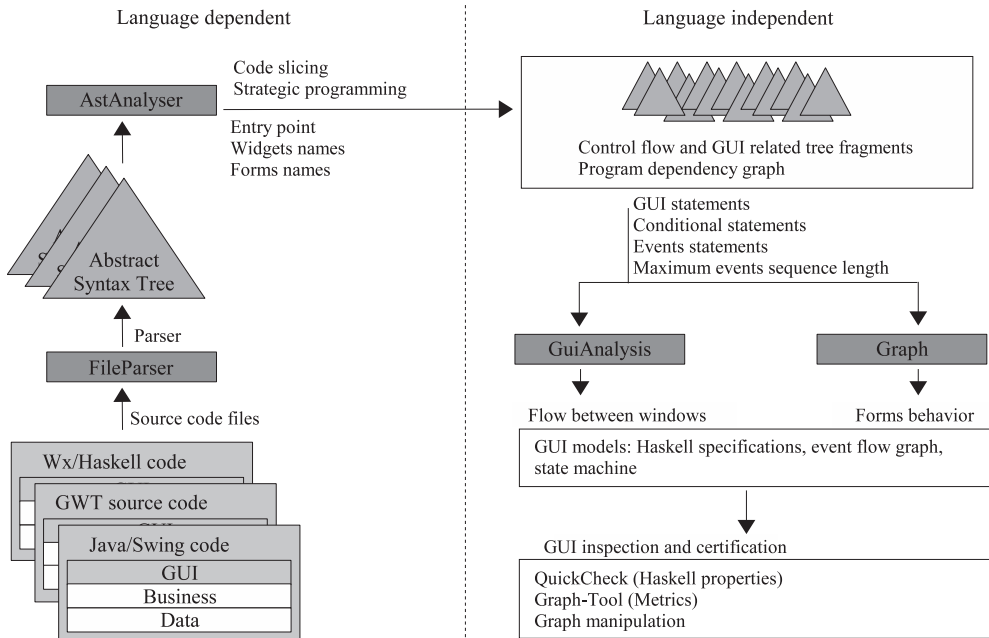 Language dependent
Language independent
Code slicing
Strategic programming
AstAnalyser
Entry point
Widgets names
Forms names
Control flow and GUI related tree fragments
Program dependency graph
GUI statements
Conditional statements
Events statements
Maximum events sequence length
Abstract
Syntax Tree
Parser
FileParser
Source code files
GuiAnalysis
Graph
Flow between windows
Forms behavior
GUI models: Haskell specifications, event flow graph,
state machine
Wx/Haskell code
GWT source code
Java/Swing code
GUI
Business
Data
GUI inspection and certification
QuickCheck (Haskell properties)
Graph-Tool (Metrics)
Graph manipulation